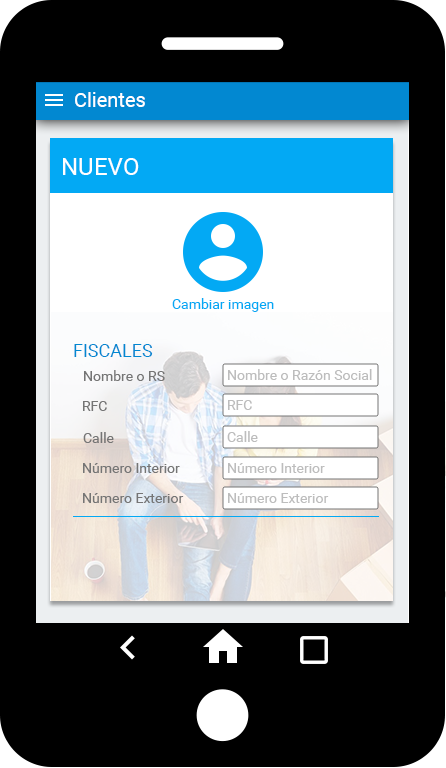 Clientes
NUEVO
Cambiar imagen
FISCALES
Nombre o RS Nombre o Razón Social
RFC RFC
Calle Calle
Número Interior Número Interior
Número Exterior Número Exterior